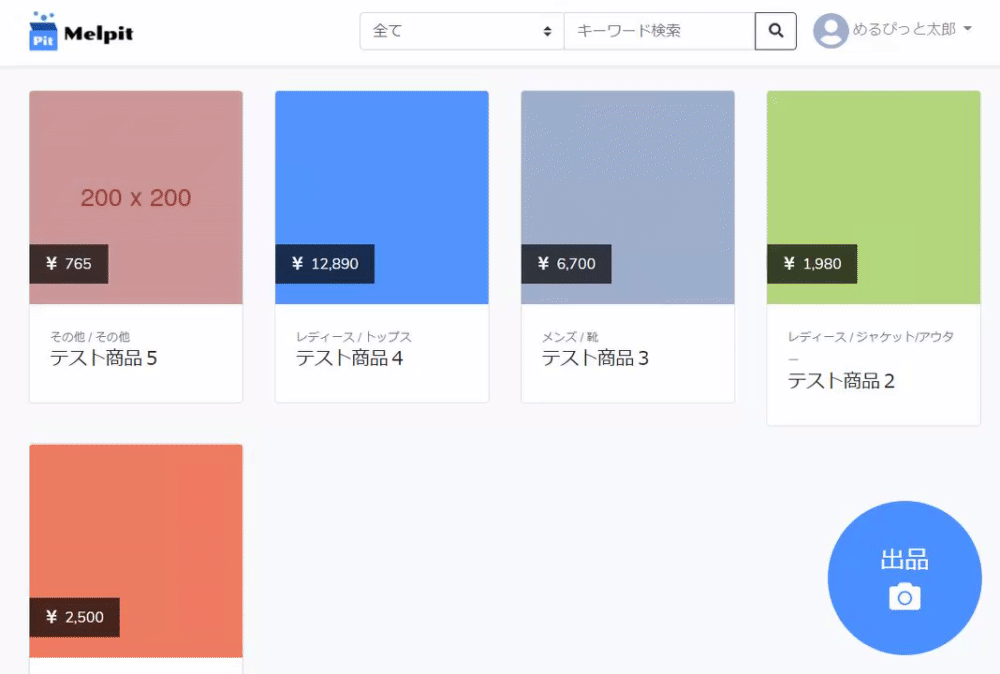 Pit Melpit
全て
キーワード検索
めるぴっと太郎
200 x 200
¥ 765
¥ 12,890
¥ 6,700
¥ 1,980
その他 / その他
テスト商品５
レディース / トップス
テスト商品４
メンズ / 靴
テスト商品３
レディース / ジャケット/アウタ
ー
テスト商品２
¥ 2,500
出品